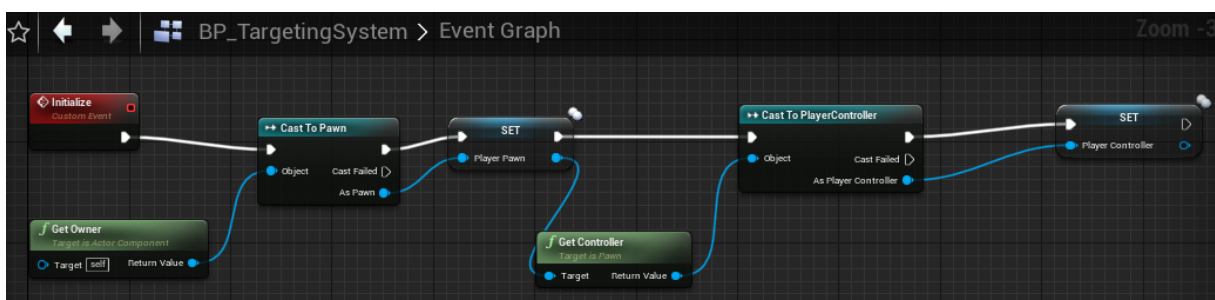 BP_TargetingSystem > Event Graph
Zoom -3
Initialize
Custom Event
Cast To Pawn
Object
Cast Failed
As Pawn
SET
Player Pawn
Cast To PlayerController
Object
Cast Failed
As Player Controller
SET
Player Controller
f Get Owner
Target is Actor Component
Target self Return Value
f Get Controller
Target is Pawn
Target Return Value